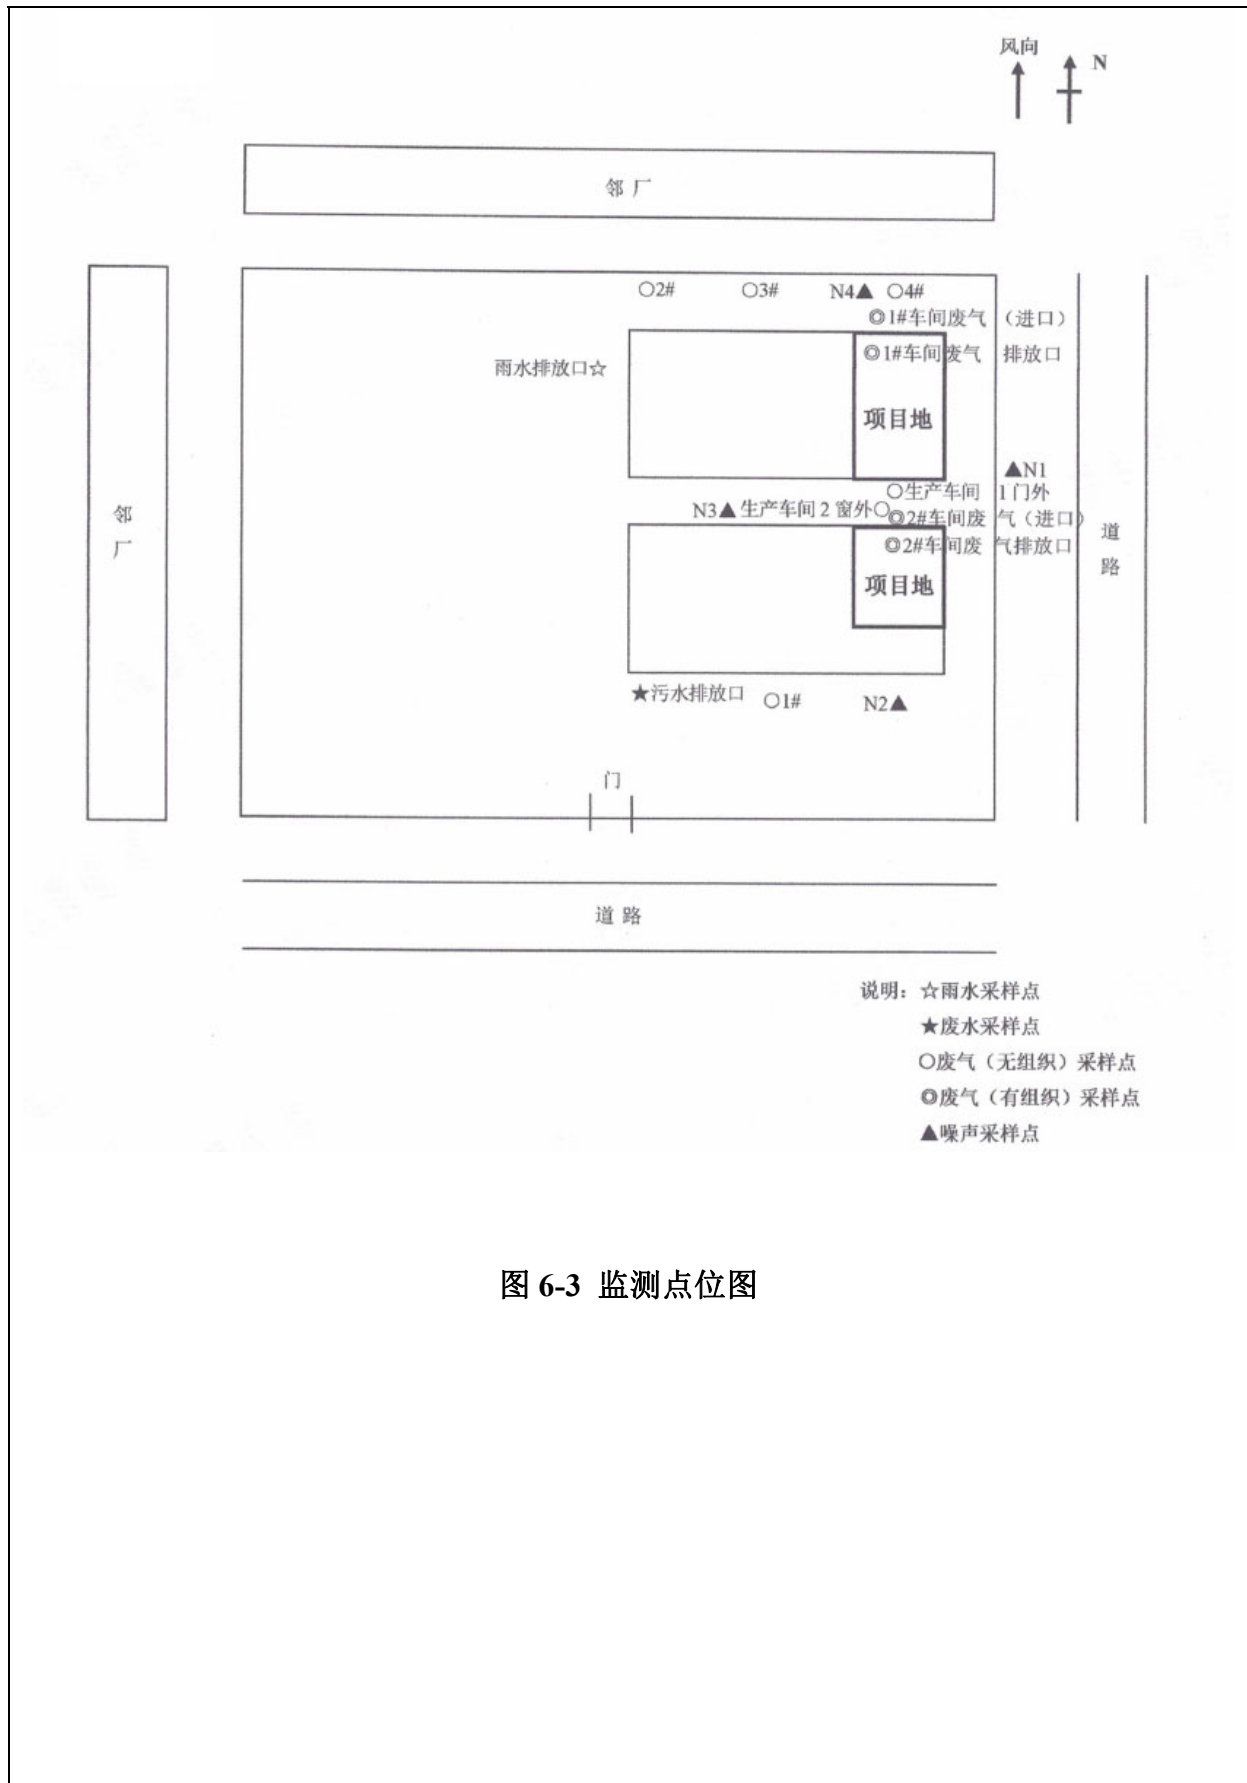 风向
N
邻厂
○2# ○3# N4▲ ○4#
◎1#车间废气（进口）
◎1#车间废气 排放口
雨水排放口☆
项目地
▲N1
○生产车间 1门外
N3▲ 生产车间 2 窗外○
◎2#车间废 气（进口）
◎2#车间废 气排放口
邻厂
道路
项目地
★污水排放口 ○1# N2▲
门
道路
说明：☆雨水采样点
★废水采样点
○废气（无组织）采样点
◎废气（有组织）采样点
▲噪声采样点
图 6-3 监测点位图